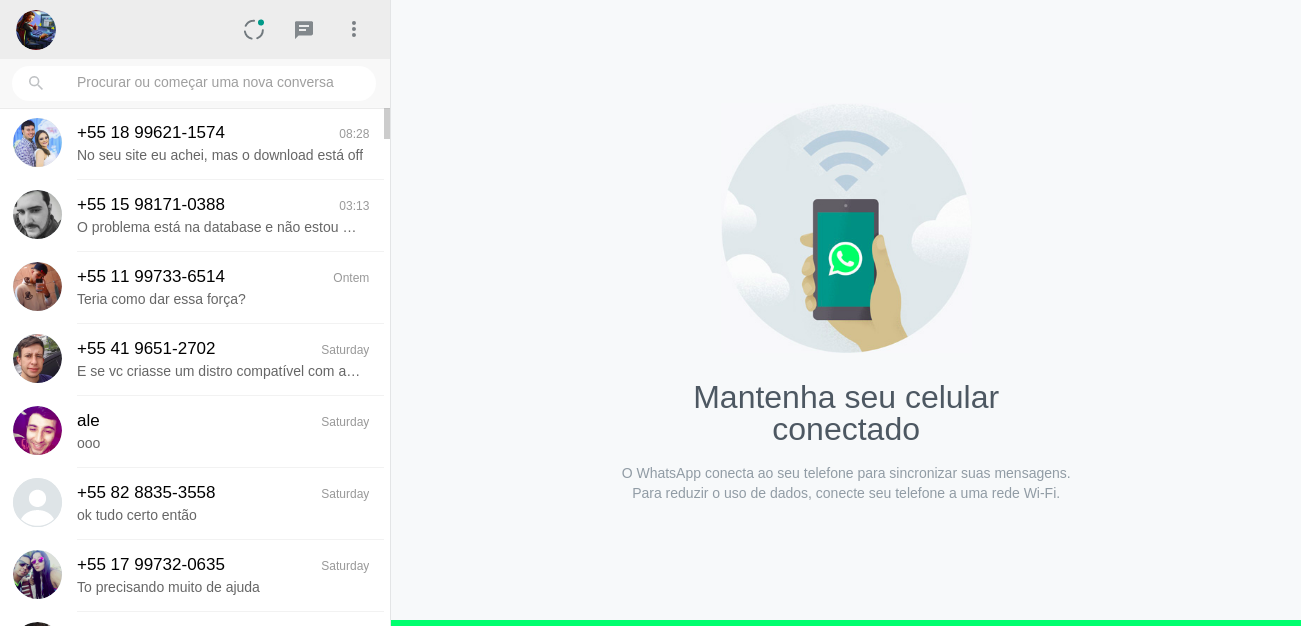 Procurar ou começar uma nova conversa
+55 18 99621-1574
08:28
No seu site eu achei, mas o download está off
+55 15 98171-0388
03:13
O problema está na database e não estou …
+55 11 99733-6514
Ontem
Teria como dar essa força?
+55 41 9651-2702
Saturday
E se vc criasse um distro compatível com a…
ale
Saturday
ooo
+55 82 8835-3558
Saturday
ok tudo certo então
+55 17 99732-0635
Saturday
To precisando muito de ajuda
Mantenha seu celular
conectado
O WhatsApp conecta ao seu telefone para sincronizar suas mensagens.
Para reduzir o uso de dados, conecte seu telefone a uma rede Wi-Fi.